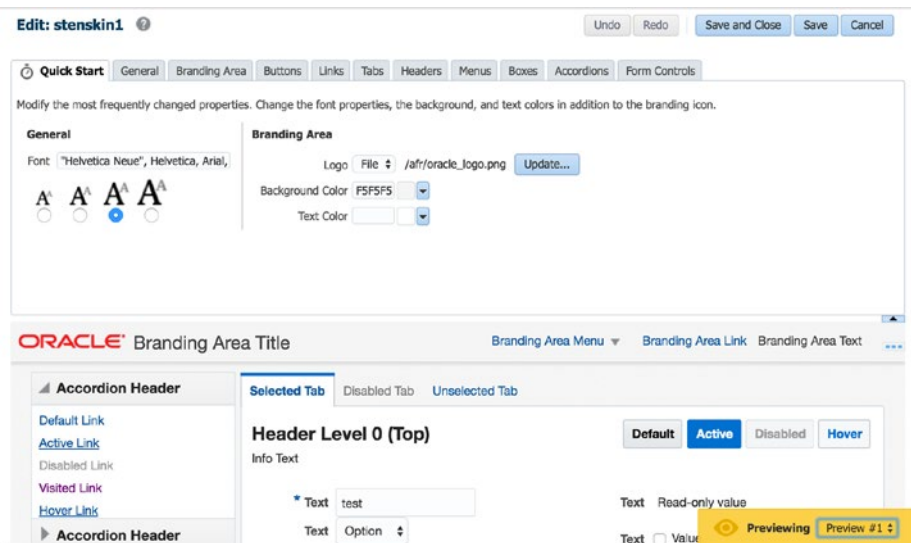 Edit: stenskin1 ?
Undo Redo Save and Close Save Cancel
Quick Start General Branding Area Buttons Links Tabs Headers Menus Boxes Accordions Form Controls
Modify the most frequently changed properties. Change the font properties, the background, and text colors in addition to the branding icon.
General
Font "Helvetica Neue", Helvetica, Arial,
AA AA AA AA
Branding Area
Logo File /afr/oracle_logo.png Update...
Background Color F5F5F5
Text Color
ORACLE Branding Area Title Branding Area Menu Branding Area Link Branding Area Text ...
Accordion Header
Default Link
Active Link
Disabled Link
Visited Link
Hover Link
Accordion Header
Selected Tab Disabled Tab Unselected Tab
Header Level 0 (Top) Default Active Disabled Hover
Info Text
* Text test Text Read-only value
Text Option Text Value
Previewing Preview #1